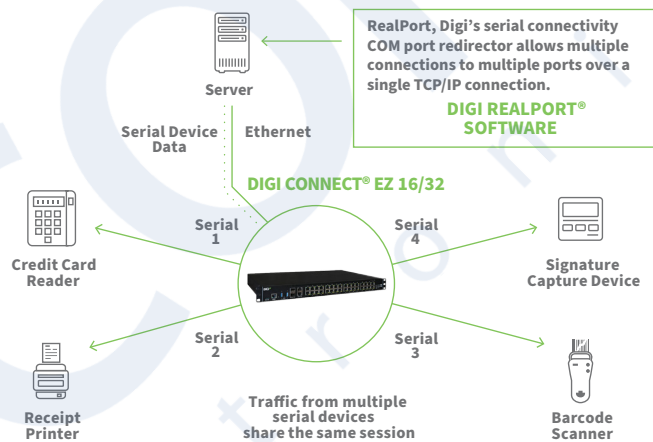 RealPort, Digi's serial connectivity
COM port redirector allows multiple
connections to multiple ports over a
single TCP/IP connection.
DIGI REALPORT®
SOFTWARE
Server
Serial Device
Data
Ethernet
DIGI CONNECT® EZ 16/32
Serial
1
Serial
4
Credit Card
Reader
Signature
Capture Device
Serial
2
Serial
3
Receipt
Printer
Traffic from multiple
serial devices
share the same session
Barcode
Scanner